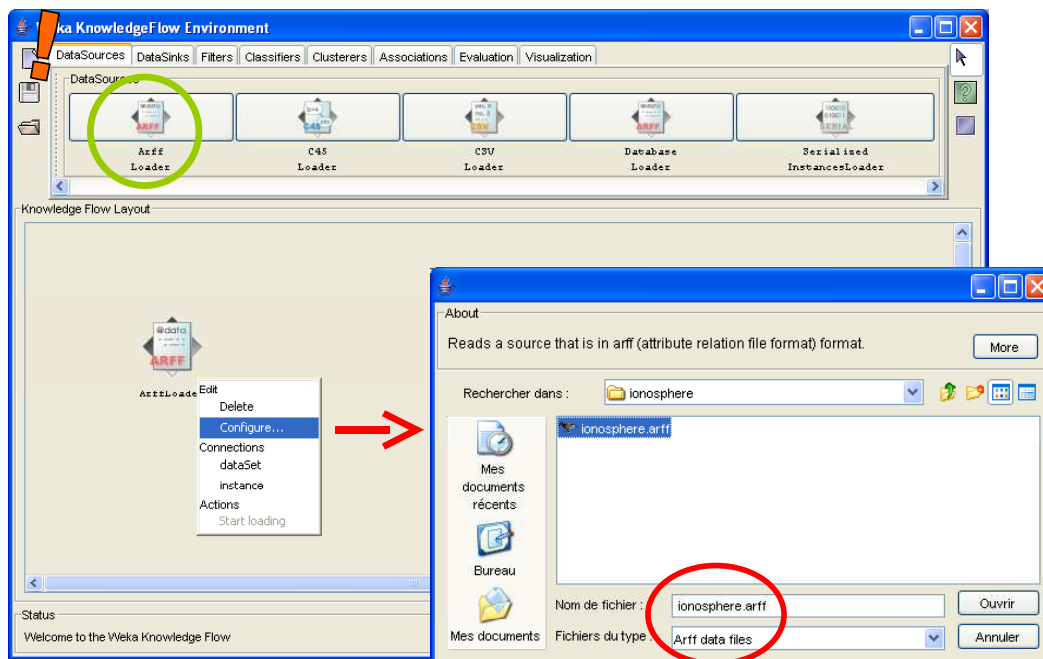 Weka KnowledgeFlow Environment
DataSources DataSinks Filters Classifiers Clusterers Associations Evaluation Visualization
DataSources
Arff Loader
C45 Loader
CSV Loader
Database Loader
Serialized InstancesLoader
Knowledge Flow Layout
@data
ARFF
ArffLoade
Edit
Delete
Configure...
Connections
dataSet
instance
Actions
Start loading
About
Reads a source that is in arff (attribute relation file format) format.
More
Rechercher dans :
ionosphere
ionosphere.arff
Mes documents récents
Bureau
Mes documents
Nom de fichier :
ionosphere.arff
Ouvrir
Fichiers du type :
Arff data files
Annuler
Status
Welcome to the Weka Knowledge Flow